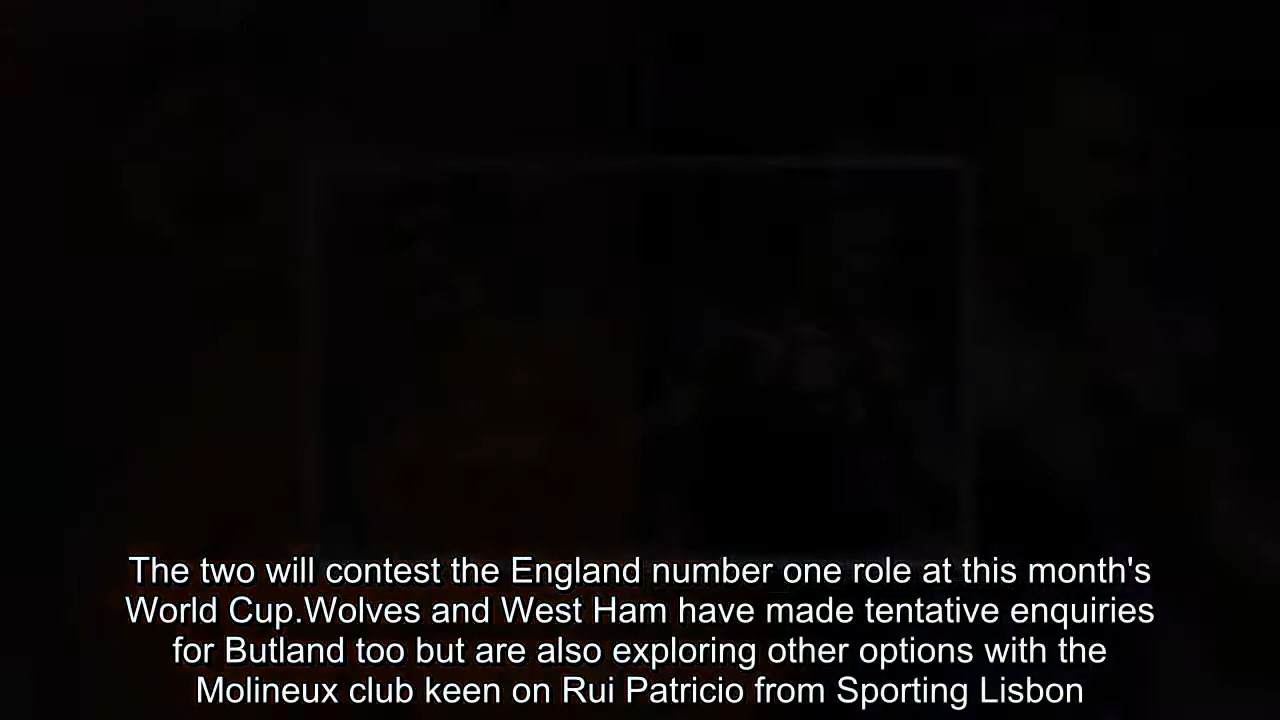 The two will contest the England number one role at this month's
World Cup.Wolves and West Ham have made tentative enquiries
for Butland too but are also exploring other options with the
Molineux club keen on Rui Patricio from Sporting Lisbon